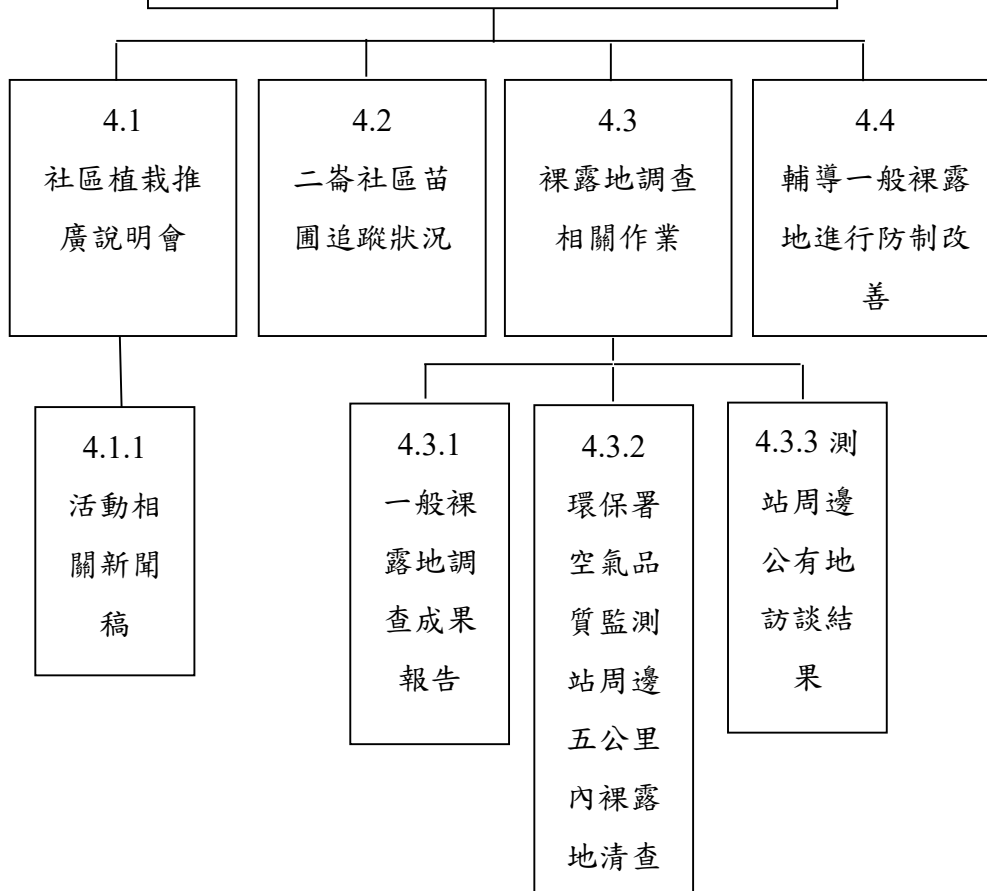 4.1
社區植栽推
廣說明會
4.2
二崙社區苗
圃追蹤狀況
4.3
裸露地調查
相關作業
4.4
輔導一般裸露
地進行防制改
善
4.1.1
活動相
關新聞
稿
4.3.1
一般裸
露地調
查成果
報告
4.3.2
環保署
空氣品
質監測
站周邊
五公里
內裸露
地清查
4.3.3 測
站周邊
公有地
訪談結
果